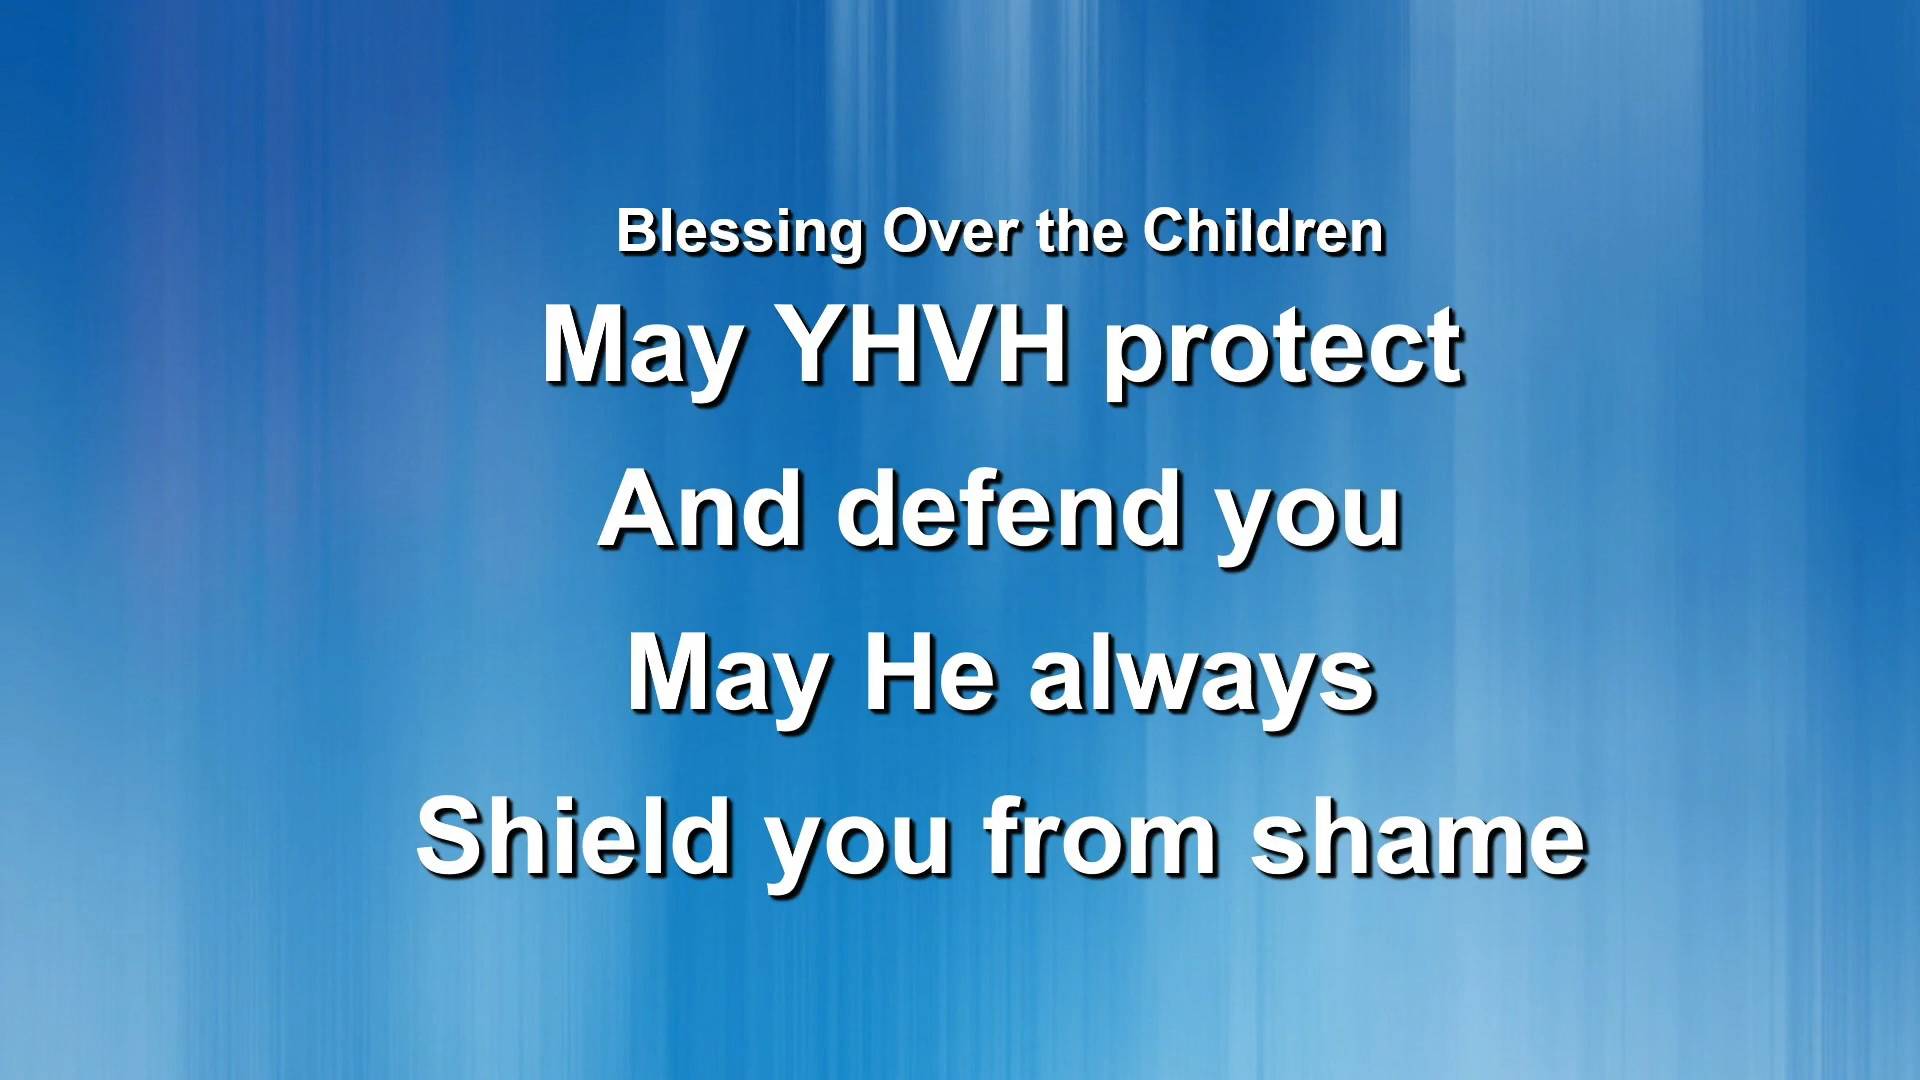 Blessing Over the Children
May YHVH protect
And defend you
May He always
Shield you from shame